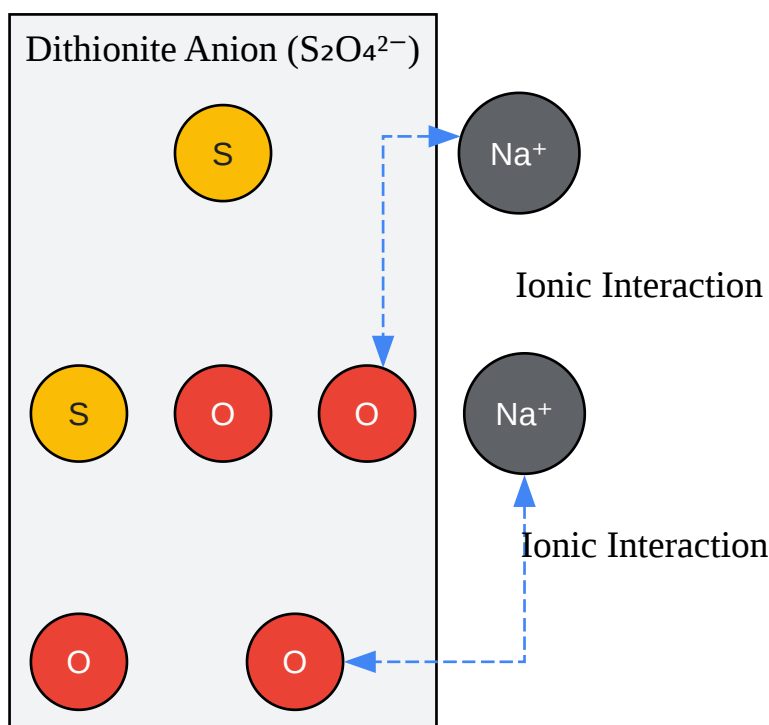 Dithionite Anion (S₂O₄²⁻)
S
Na⁺
Ionic Interaction
S
O
O
Na⁺
Ionic Interaction
O
O